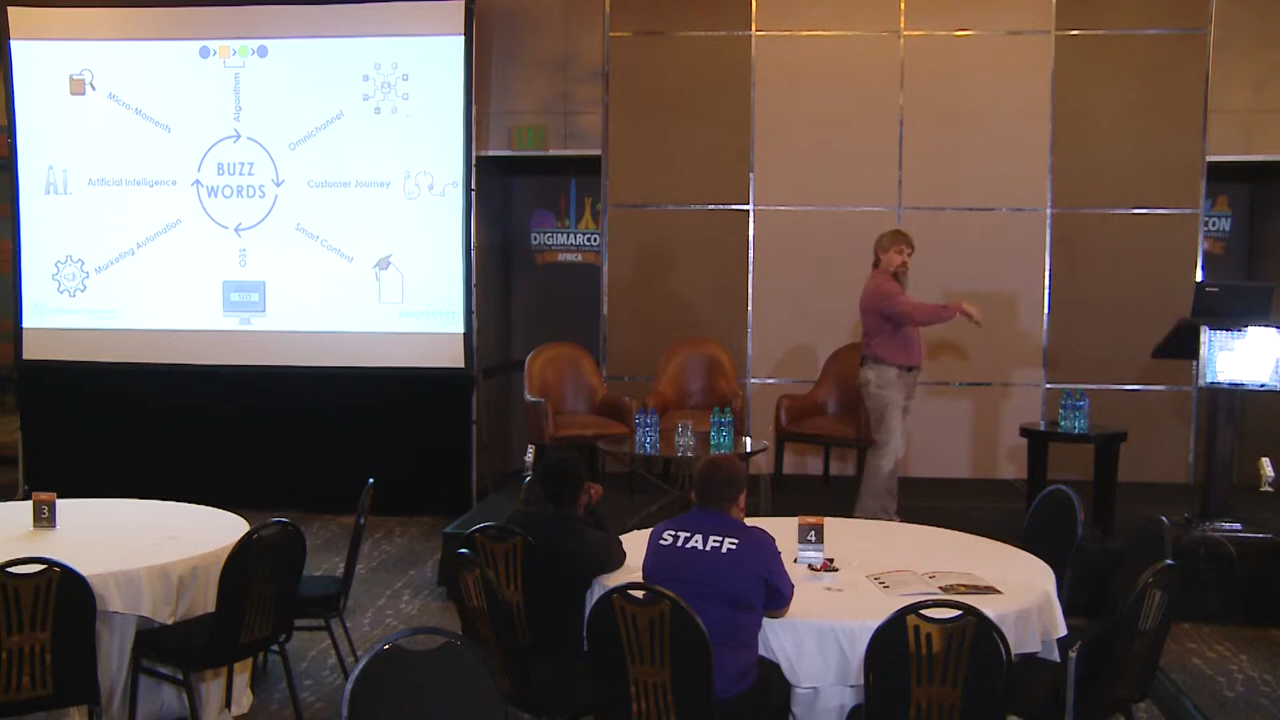 Algorithm
Micro-Moments
Omnichannel
BUZZ
WORDS
Artificial Intelligence
A.I.
Customer Journey
Marketing Automation
Smart Content
SEO
SEO
EXIT
DIGIMARCO
AFRICA
CON
3
4
STAFF